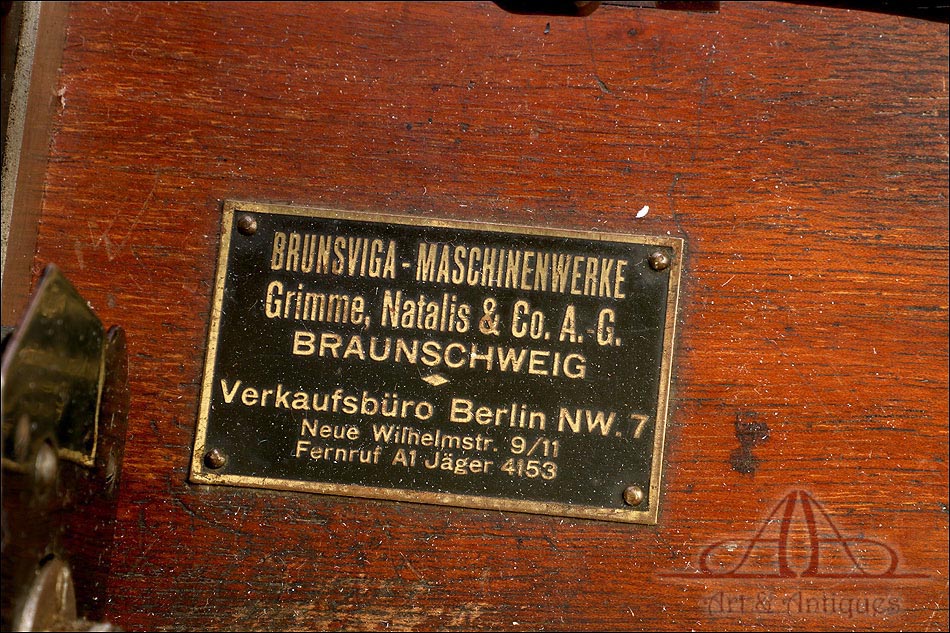 BRUNSVIGA - MASCHINENWERKE
Grimme, Natalis & Co. A.-G.
BRAUNSCHWEIG
Verkaufsbüro Berlin NW. 7
Neue Wilhelmstr. 9/11
Fernruf A1 Jäger 4153
Art & Antiques